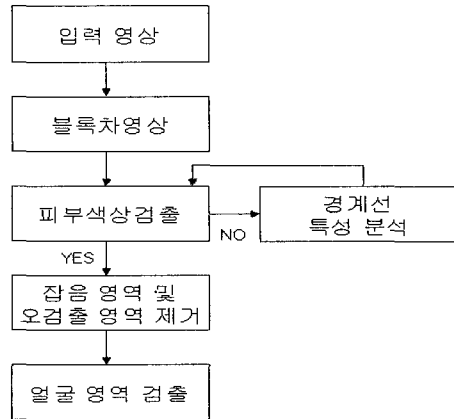 입력 영상
블록차영상
피부색상검출
NO
경계선
특성 분석
YES
잡음 영역 및
오검출 영역 제거
얼굴 영역 검출